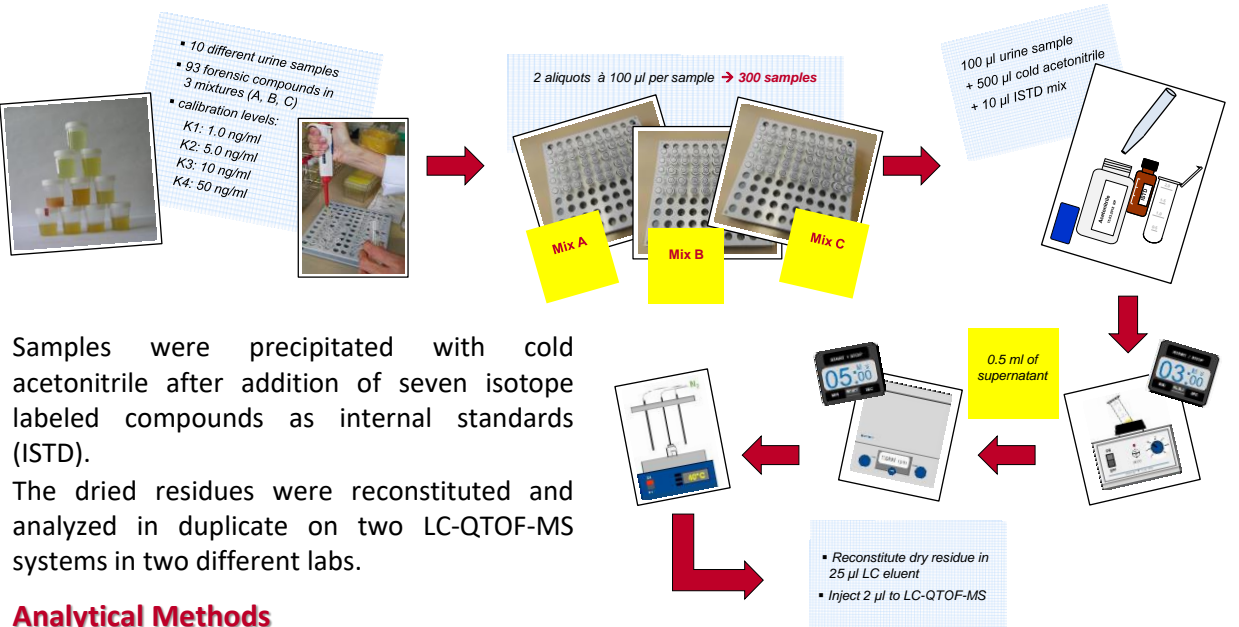 ▪ 10 different urine samples
▪ 93 forensic compounds in
3 mixtures (A, B, C)
▪ calibration levels:
K1: 1.0 ng/ml
K2: 5.0 ng/ml
K3: 10 ng/ml
K4: 50 ng/ml
2 aliquots à 100 µl per sample → 300 samples
Mix A
Mix B
Mix C
100 µl urine sample
+ 500 µl cold acetonitrile
+ 10 µl ISTD mix
Acetonitrile
ISTD
Samples were precipitated with cold
acetonitrile after addition of seven isotope
labeled compounds as internal standards
(ISTD).
The dried residues were reconstituted and
analyzed in duplicate on two LC-QTOF-MS
systems in two different labs.
Analytical Methods
N₂
60°C
05:00
0.5 ml of
supernatant
03:00
▪ Reconstitute dry residue in
25 µl LC eluent
▪ Inject 2 µl to LC-QTOF-MS